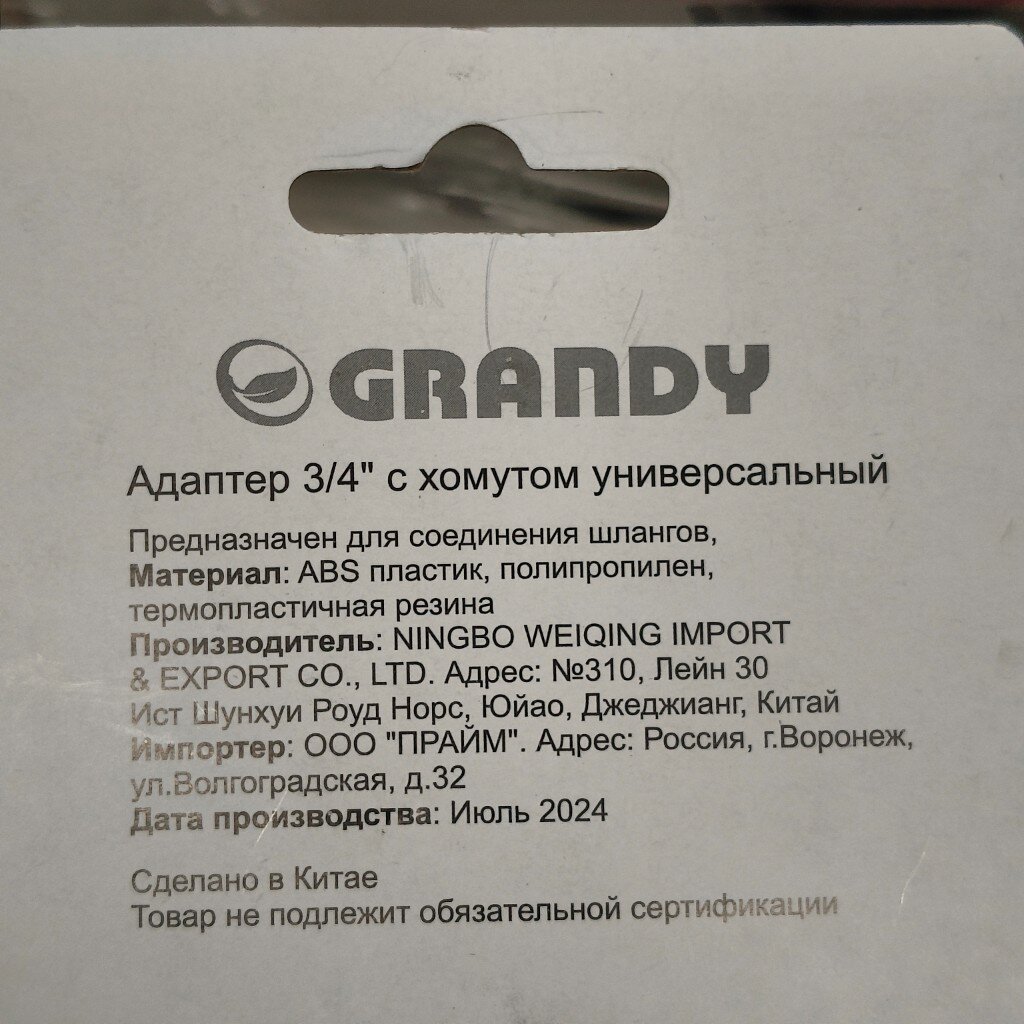 GRANDY
Адаптер 3/4" с хомутом универсальный
Предназначен для соединения шлангов,
Материал: ABS пластик, полипропилен,
термопластичная резина
Производитель: NINGBO WEIQING IMPORT
& EXPORT CO., LTD. Адрес: №310, Лейн 30
Ист Шунхуи Роуд Норс, Юйао, Джеджианг, Китай
Импортер: ООО "ПРАЙМ". Адрес: Россия, г.Воронеж,
ул.Волгоградская, д.32
Дата производства: Июль 2024
Сделано в Китае
Товар не подлежит обязательной сертификации